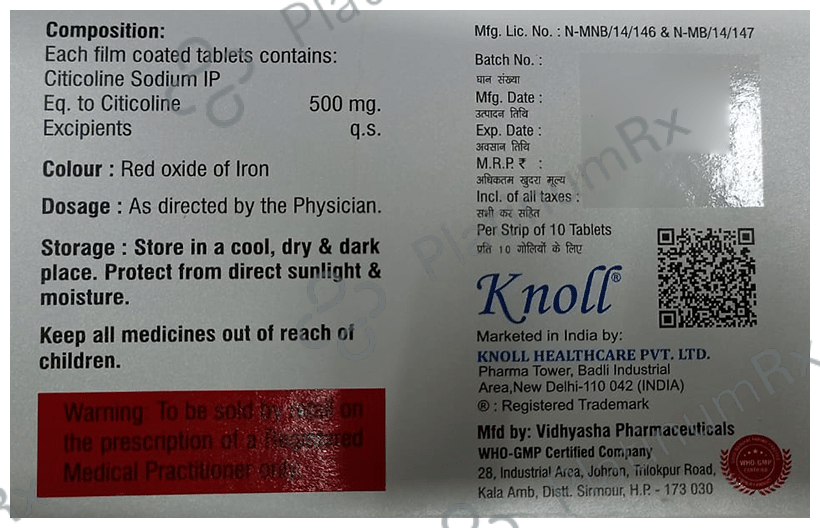 Composition:
Each film coated tablets contains:
Citicoline Sodium IP
Eq. to Citicoline 500 mg.
Excipients q.s.
Colour : Red oxide of Iron
Dosage : As directed by the Physician.
Storage : Store in a cool, dry & dark
place. Protect from direct sunlight &
moisture.
Keep all medicines out of reach of
children.
Warning: To be sold by retail on
the prescription of a Registered
Medical Practitioner only.
Mfg. Lic. No. : N-MNB/14/146 & N-MB/14/147
Batch No. :
घान संख्या
Mfg. Date :
उत्पादन तिथि
Exp. Date :
अवसान तिथि
M.R.P. ₹ :
अधिकतम खुदरा मूल्य
Incl. of all taxes :
सभी कर सहित
Per Strip of 10 Tablets
प्रति 10 गोलियों के लिए
Knoll®
Marketed in India by:
KNOLL HEALTHCARE PVT. LTD.
Pharma Tower, Badli Industrial
Area,New Delhi-110 042 (INDIA)
® : Registered Trademark
Mfd by: Vidhyasha Pharmaceuticals
WHO-GMP Certified Company
28, Industrial Area, Johron, Trilokpur Road,
Kala Amb, Distt. Sirmour, H.P. - 173 030
WHO GMP
CERTIFIED
PlatinumRx